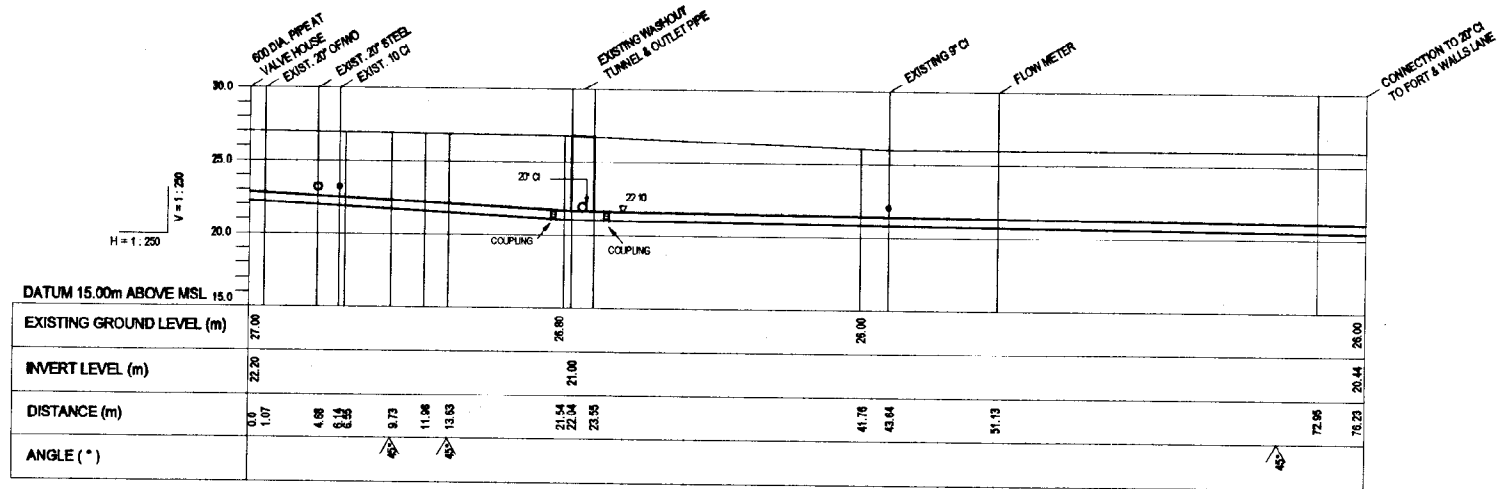 600 DIA. PIPE AT
VALVE HOUSE
EXIST. 20" OF/WO
EXIST. 20" STEEL
EXIST. 10 CI
EXISTING WASHOUT
TUNNEL & OUTLET PIPE
EXISTING 9" CI
FLOW METER
CONNECTION TO 20" CI
TO FORT & WALLS LANE
30.0
25.0
20.0
15.0
V = 1 : 250
H = 1 : 250
20" CI
22.10
COUPLING
COUPLING
DATUM 15.00m ABOVE MSL
EXISTING GROUND LEVEL (m) 27.00 26.80 26.00 26.00
INVERT LEVEL (m) 22.20 21.00 20.44
DISTANCE (m) 0.0 1.07 4.68 6.14 6.55 9.73 11.96 13.63 21.54 22.04 23.55 41.76 43.64 51.13 72.95 76.23
ANGLE (°) 45° 45° 45°